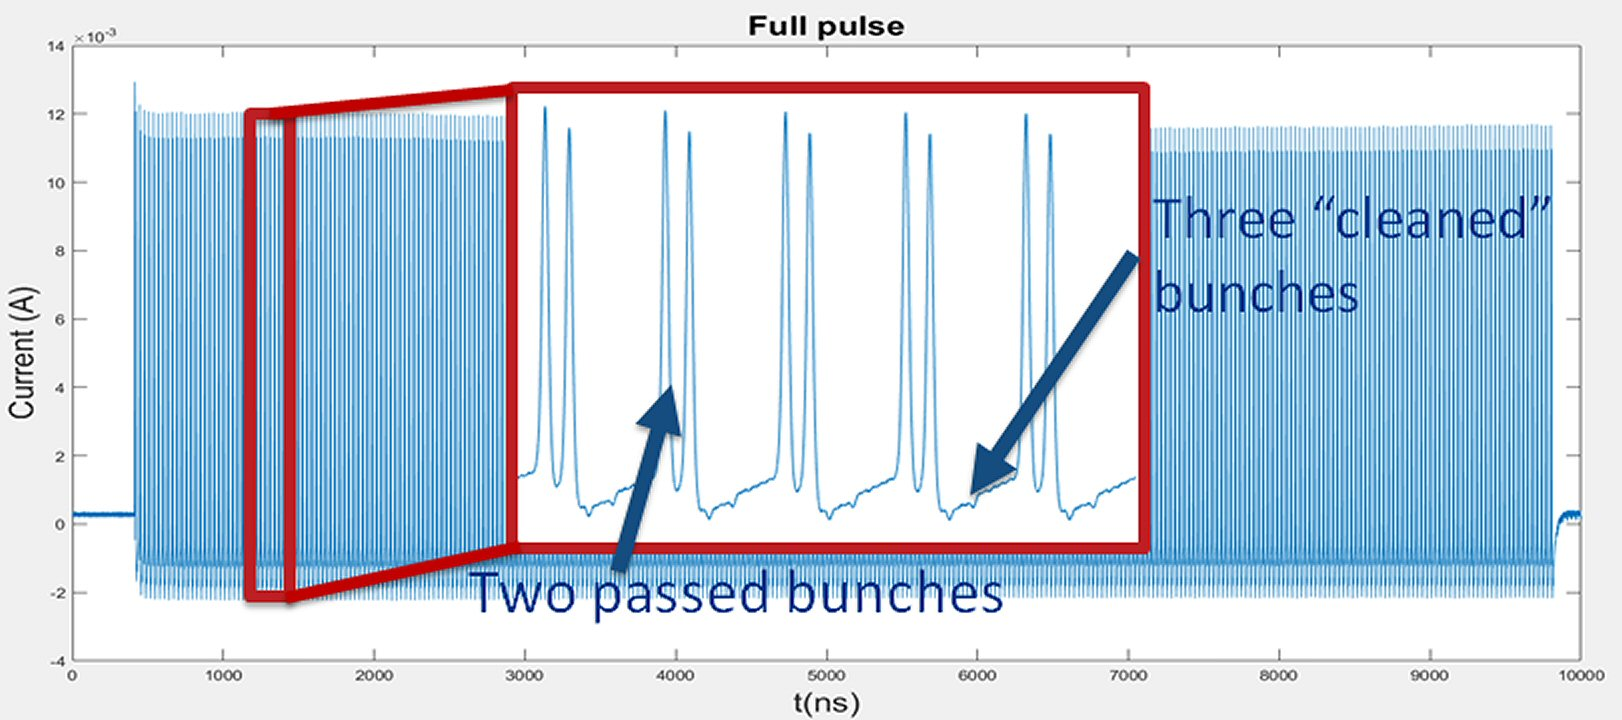 Full pulse
×10⁻³
14
12
10
8
6
4
2
0
-2
-4
Current (A)
Three “cleaned”
bunches
Two passed bunches
0 1000 2000 3000 4000 5000 6000 7000 8000 9000 10000
t(ns)